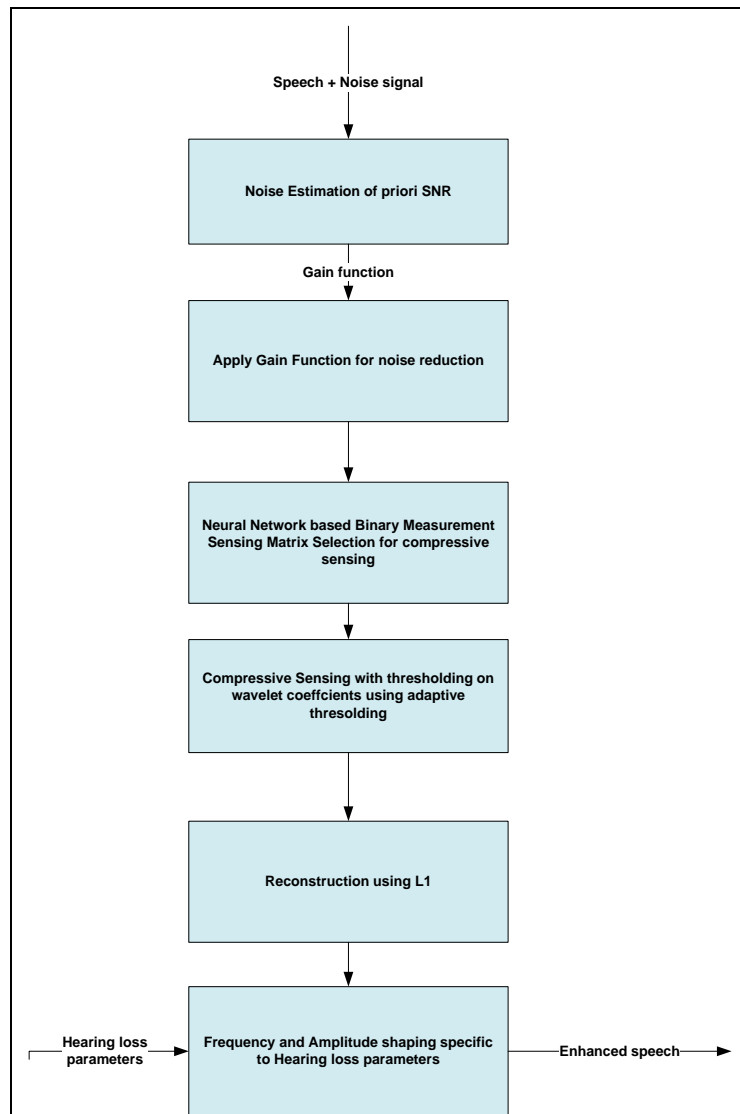 Speech + Noise signal
Noise Estimation of priori SNR
Gain function
Apply Gain Function for noise reduction
Neural Network based Binary Measurement
Sensing Matrix Selection for compressive
sensing
Compressive Sensing with thresholding on
wavelet coeffcients using adaptive
thresolding
Reconstruction using L1
Hearing loss
parameters
Frequency and Amplitude shaping specific
to Hearing loss parameters
Enhanced speech